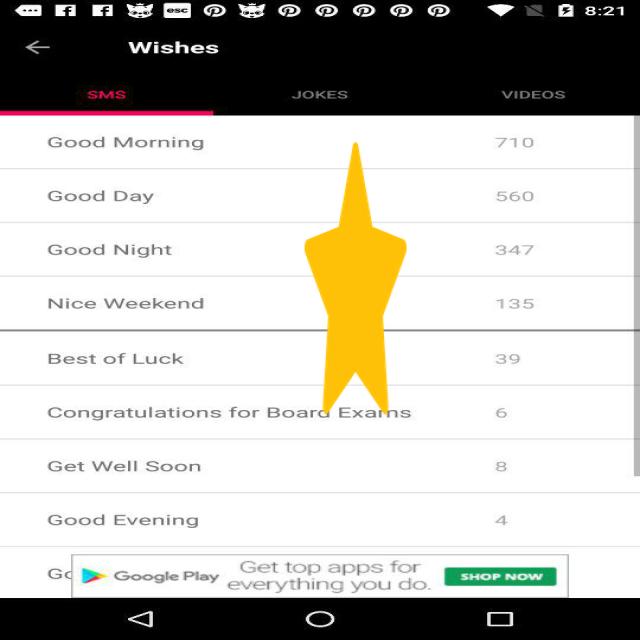 esc 8:21
Wishes
SMS JOKES VIDEOS
Good Morning 710
Good Day 560
Good Night 347
Nice Weekend 135
Best of Luck 39
Congratulations for Board Exams 6
Get Well Soon 8
Good Evening 4
Google Play Get top apps for everything you do. SHOP NOW